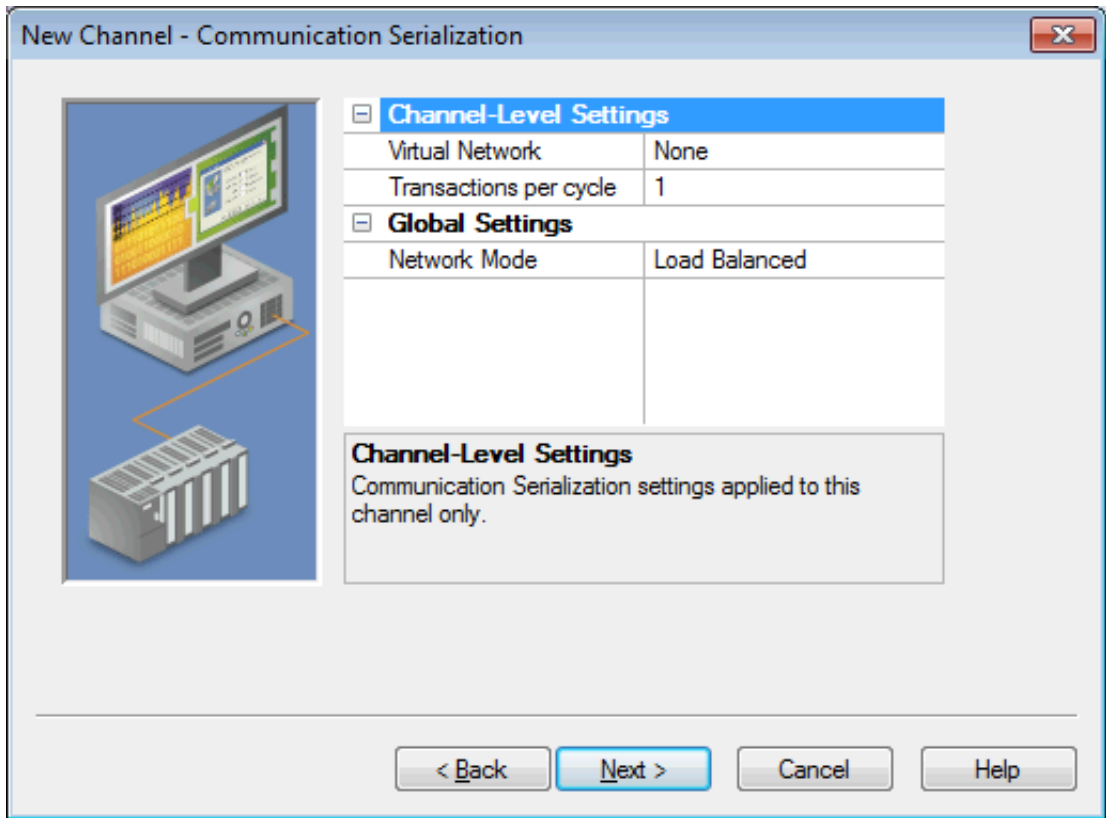 New Channel - Communication Serialization
Channel-Level Settings
Virtual Network None
Transactions per cycle 1
Global Settings
Network Mode Load Balanced
Channel-Level Settings
Communication Serialization settings applied to this
channel only.
< Back Next > Cancel Help